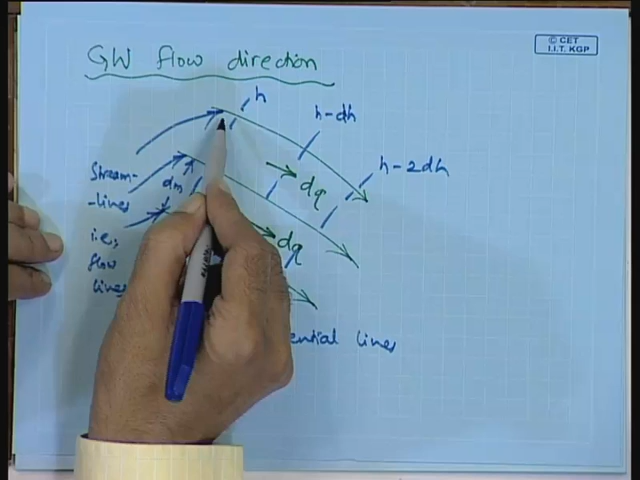 © CET
I.I.T. KGP
GW flow direction
h
h-dh
h-2dh
Stream-
-lines
dm
dq
i.e.,
flow
lines
dq
ential lines